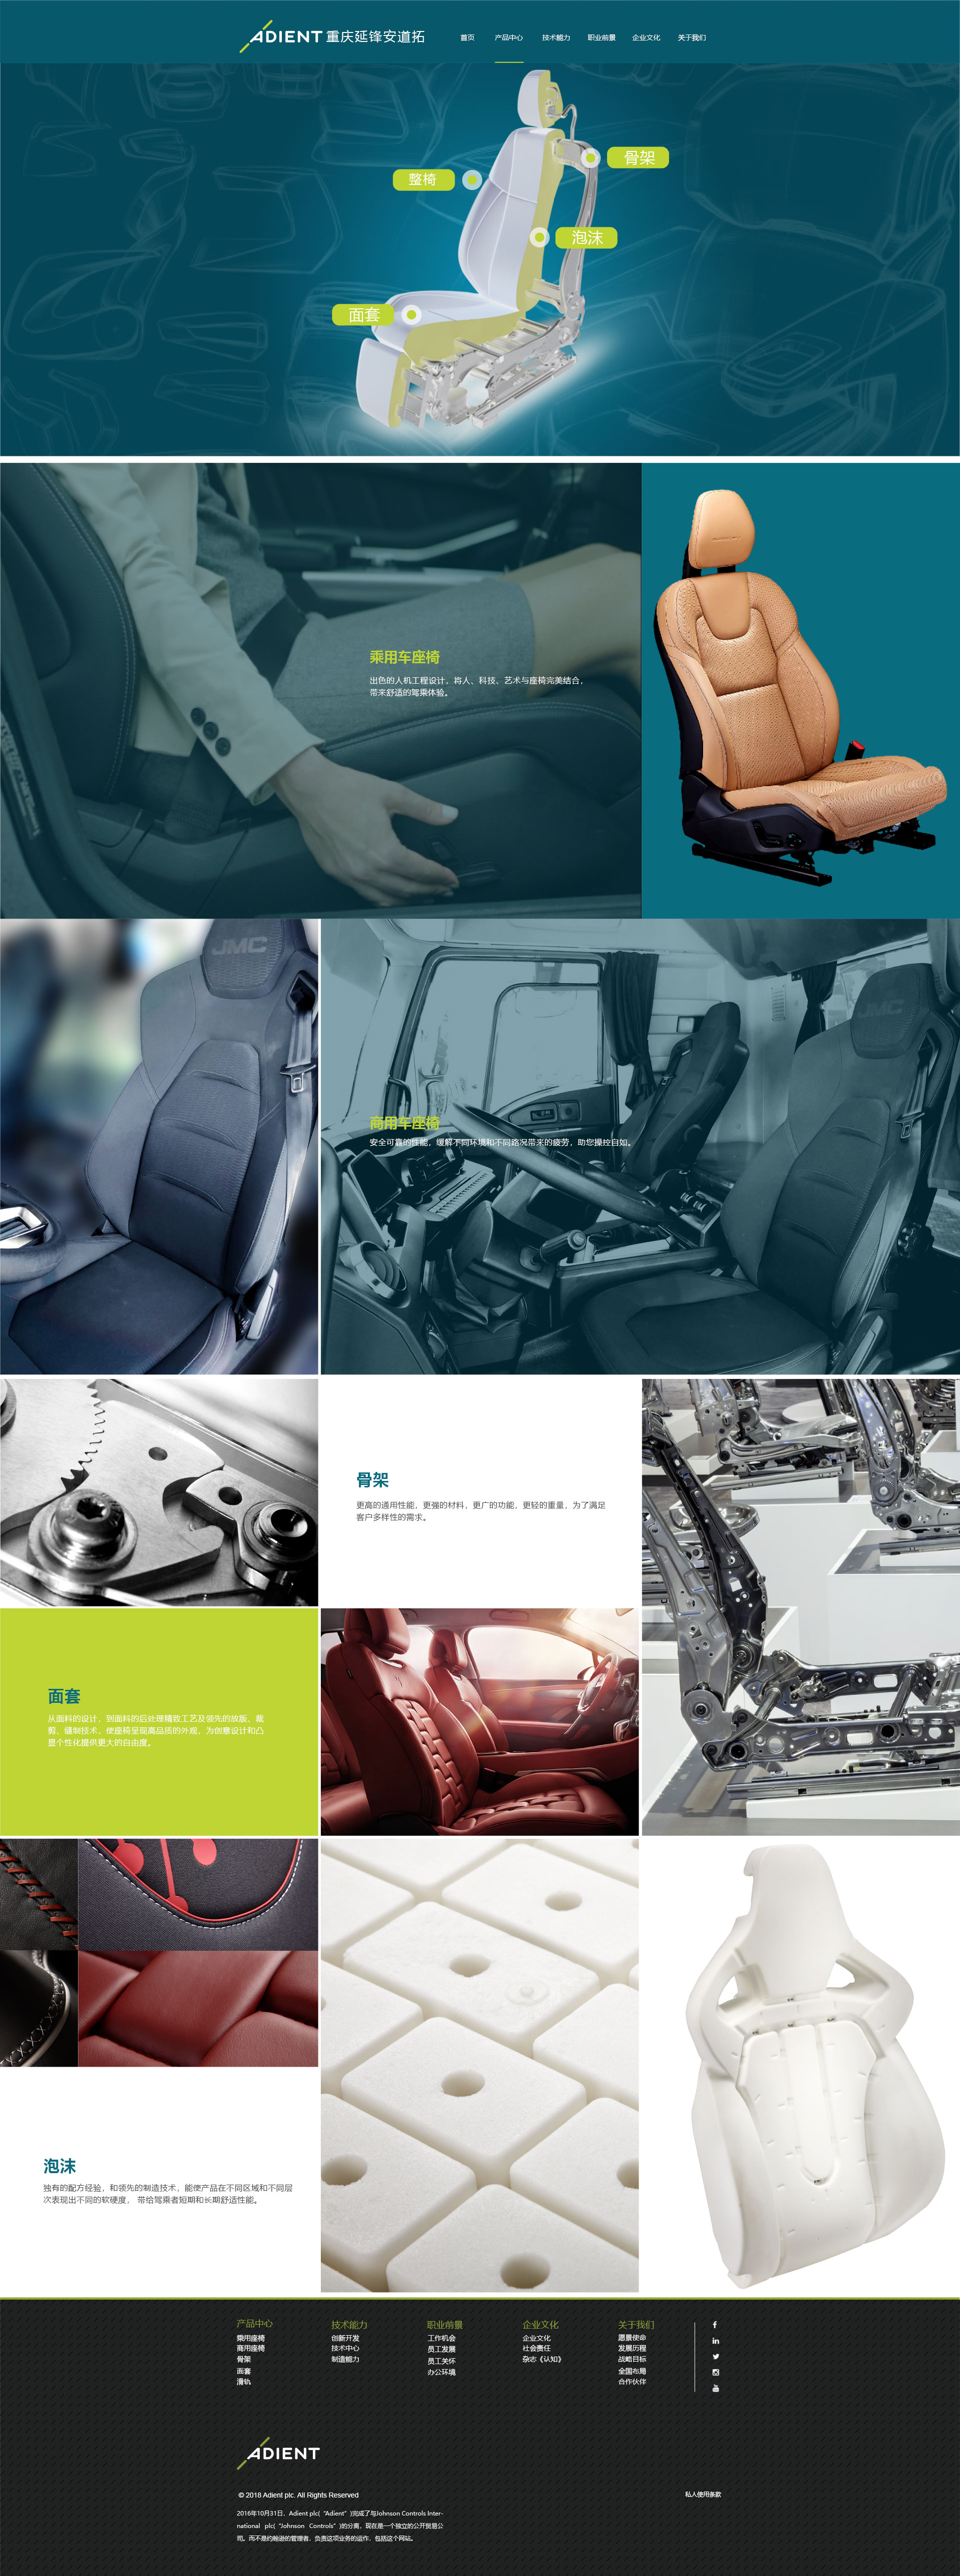 ADIENT 重庆延锋安道拓
首页 产品中心 技术能力 职业前景 企业文化 关于我们
骨架
整椅
泡沫
面套
乘用车座椅
出色的人机工程设计，将人、科技、艺术与座椅完美结合，
带来舒适的驾乘体验。
JMC
JMC
商用车座椅
安全可靠的性能，缓解不同环境和不同路况带来的疲劳，助您操控自如。
骨架
更高的通用性能，更强的材料，更广的功能，更轻的重量，为了满足
客户多样性的需求。
面套
从面料的设计，到面料的后处理精致工艺及领先的放版，裁
剪，缝制技术，使座椅呈现高品质的外观，为创意设计和凸
显个性化提供更大的自由度。
泡沫
独有的配方经验，和领先的制造技术，能使产品在不同区域和不同层
次表现出不同的软硬度， 带给驾乘者短期和长期舒适性能。
产品中心
乘用座椅
商用座椅
骨架
面套
滑轨
技术能力
创新开发
技术中心
制造能力
职业前景
工作机会
员工发展
员工关怀
办公环境
企业文化
企业文化
社会责任
杂志《认知》
关于我们
愿景使命
发展历程
战略目标
全国布局
合作伙伴
ADIENT
© 2018 Adient plc. All Rights Reserved
私人使用条款
2016年10月31日，Adient plc(“Adient”)完成了与Johnson Controls Inter-
national plc(“Johnson Controls”)的分离，现在是一个独立的公开贸易公
司。而不是约翰逊的管理者，负责这项业务的运作，包括这个网站。